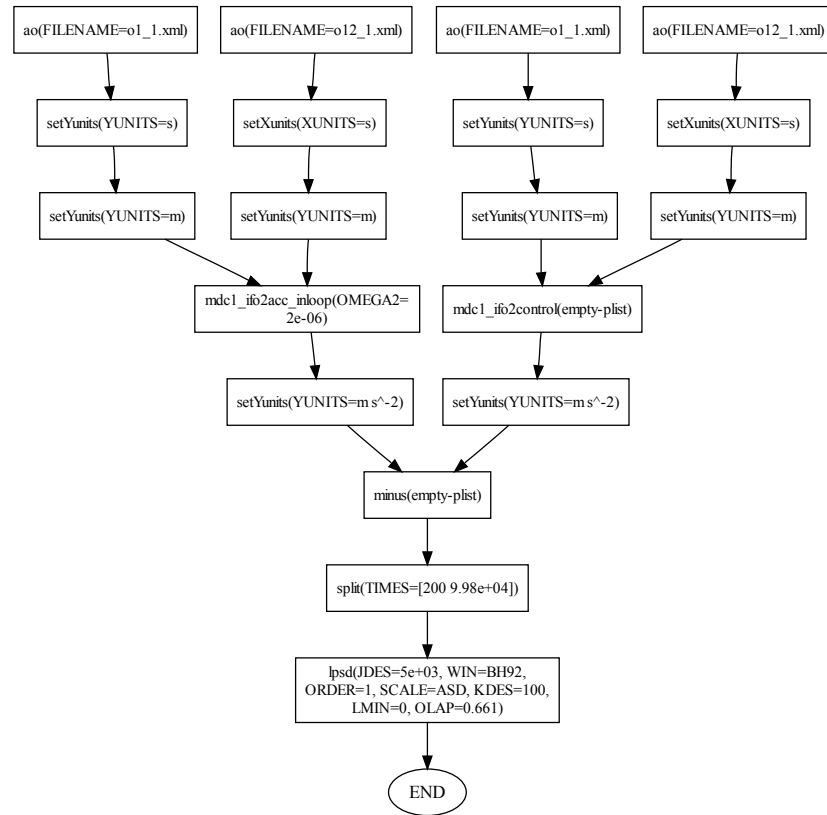 ao(FILENAME=o1_1.xml)
ao(FILENAME=o12_1.xml)
ao(FILENAME=o1_1.xml)
ao(FILENAME=o12_1.xml)
setYunits(YUNITS=s)
setXunits(XUNITS=s)
setYunits(YUNITS=s)
setXunits(XUNITS=s)
setYunits(YUNITS=m)
setYunits(YUNITS=m)
setYunits(YUNITS=m)
setYunits(YUNITS=m)
mdc1_ifo2acc_inloop(OMEGA2=
2e-06)
mdc1_ifo2control(empty-plist)
setYunits(YUNITS=m s^-2)
setYunits(YUNITS=m s^-2)
minus(empty-plist)
split(TIMES=[200 9.98e+04])
lpsd(JDES=5e+03, WIN=BH92,
ORDER=1, SCALE=ASD, KDES=100,
LMIN=0, OLAP=0.661)
END